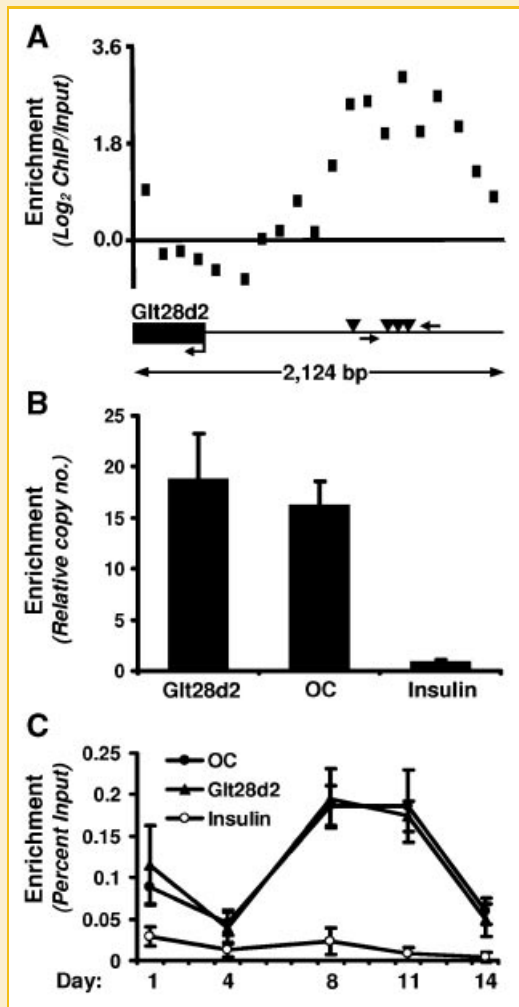 A
Enrichment
(Log₂ ChIP/Input)
3.6
1.8
0.0
Glt28d2
2,124 bp
B
Enrichment
(Relative copy no.)
25
20
15
10
5
0
Glt28d2 OC Insulin
C
Enrichment
(Percent Input)
0.25
0.2
0.15
0.1
0.05
0
OC
Glt28d2
Insulin
Day: 1 4 8 11 14